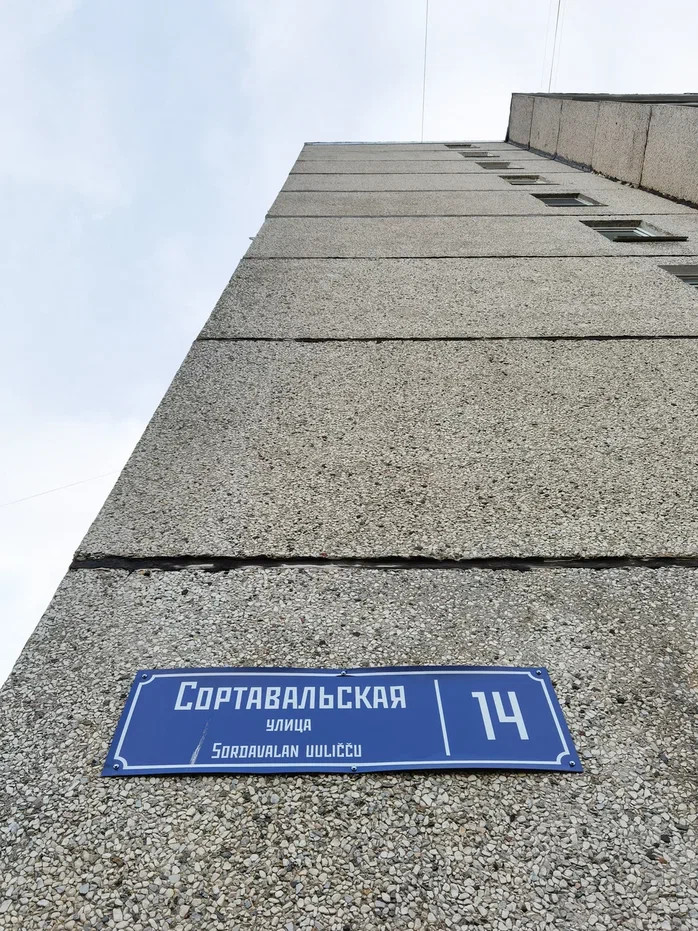 Сортавальская
улица
Sordavalan uuličču
14